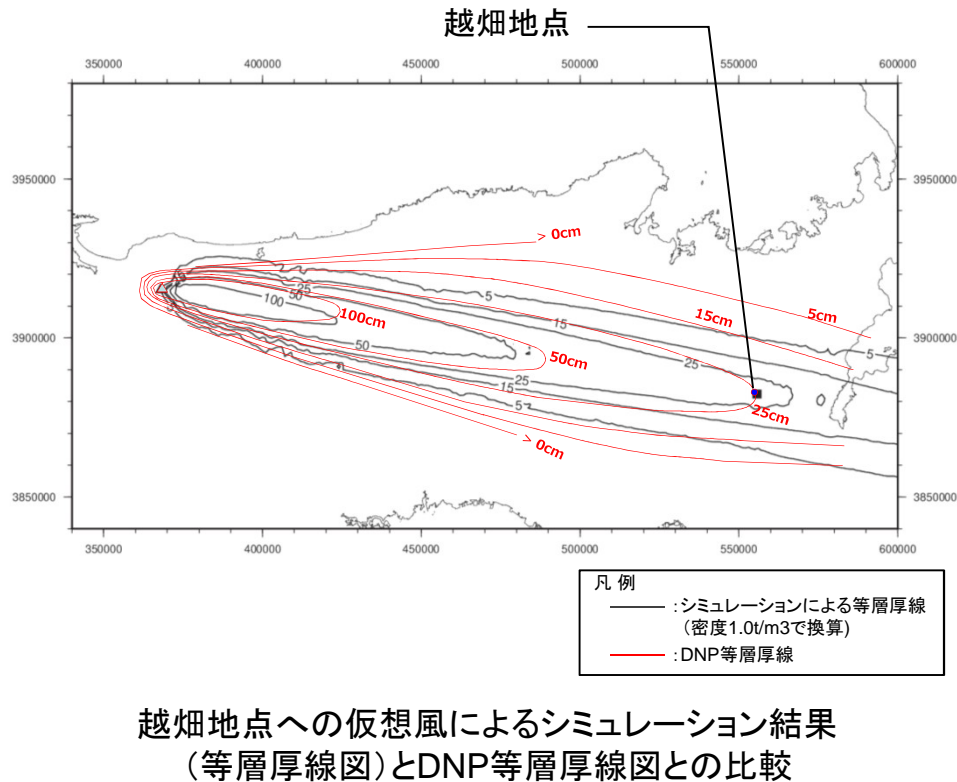 越畑地点
350000 400000 450000 500000 550000 600000
3950000 3950000
> 0cm
5
25
50
100
5
15
15cm
5cm
100cm
3900000 3900000
50
50cm
25
5
25
15
25cm
5
> 0cm
3850000 3850000
350000 400000 450000 500000 550000 600000
凡 例
:シミュレーションによる等層厚線
(密度1.0t/m3で換算)
:DNP等層厚線
越畑地点への仮想風によるシミュレーション結果
(等層厚線図)とDNP等層厚線図との比較